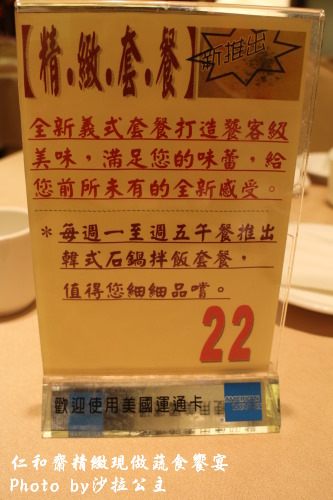 【精.緻.套.餐】
新推出
全新義式套餐打造饕客級
美味，滿足您的味蕾，給
您前所未有的全新感受。
＊每週一至週五午餐推出
韓式石鍋拌飯套餐，
值得您細細品嚐。
22
歡迎使用美國運通卡
AMERICAN
EXPRESS
仁和齋精緻現做蔬食饗宴
Photo by沙拉公主